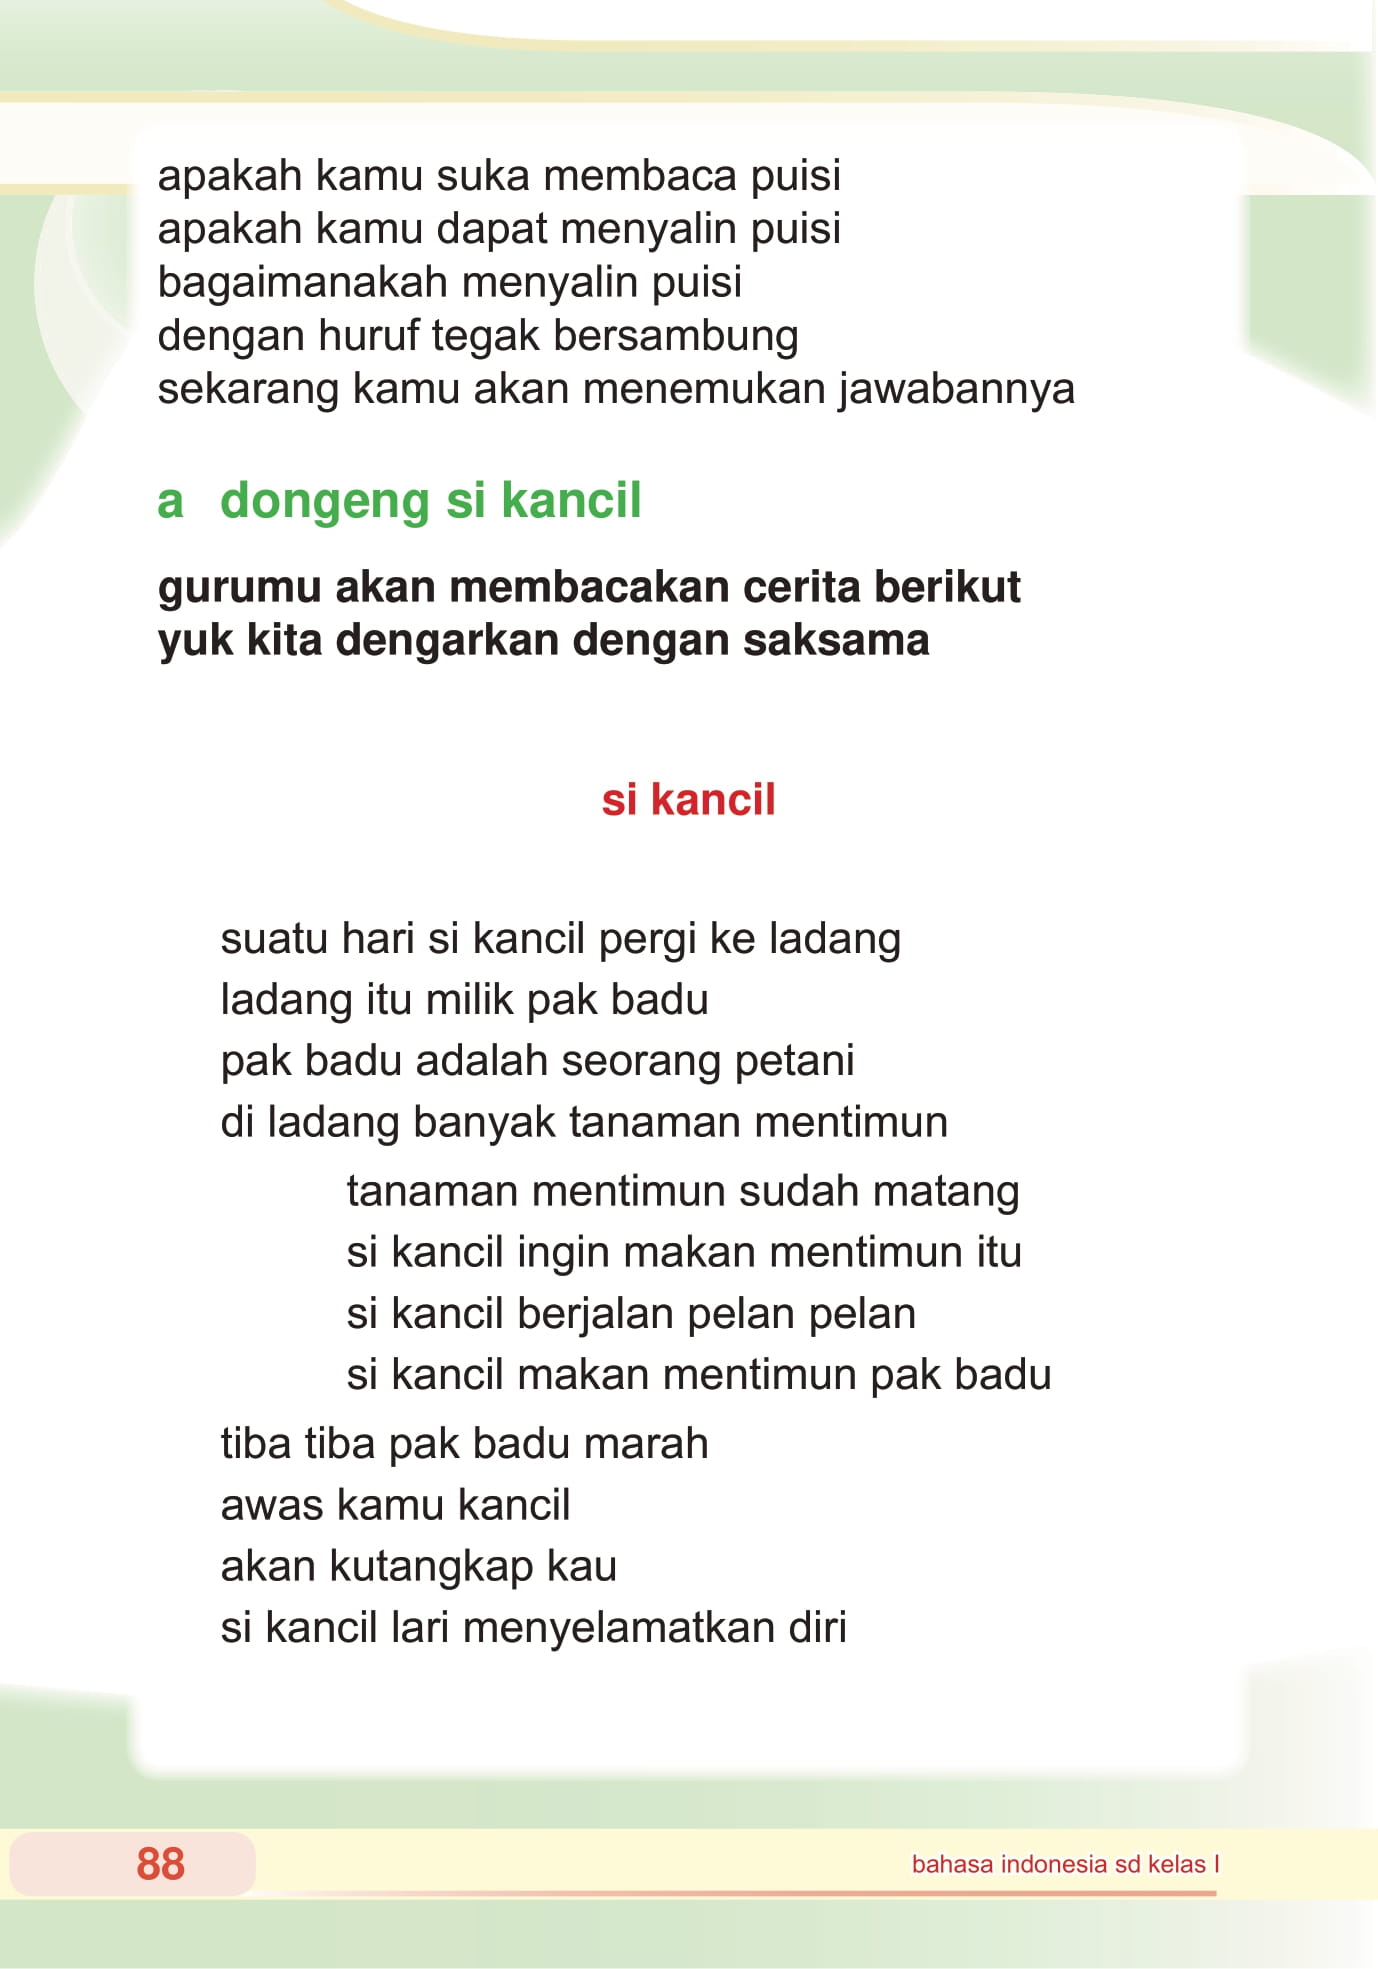 apakah kamu suka membaca puisi
apakah kamu dapat menyalin puisi
bagaimanakah menyalin puisi
dengan huruf tegak bersambung
sekarang kamu akan menemukan jawabannya
a dongeng si kancil
gurumu akan membacakan cerita berikut
yuk kita dengarkan dengan saksama
si kancil
suatu hari si kancil pergi ke ladang
ladang itu milik pak badu
pak badu adalah seorang petani
di ladang banyak tanaman mentimun
tanaman mentimun sudah matang
si kancil ingin makan mentimun itu
si kancil berjalan pelan pelan
si kancil makan mentimun pak badu
tiba tiba pak badu marah
awas kamu kancil
akan kutangkap kau
si kancil lari menyelamatkan diri
88
bahasa indonesia sd kelas I